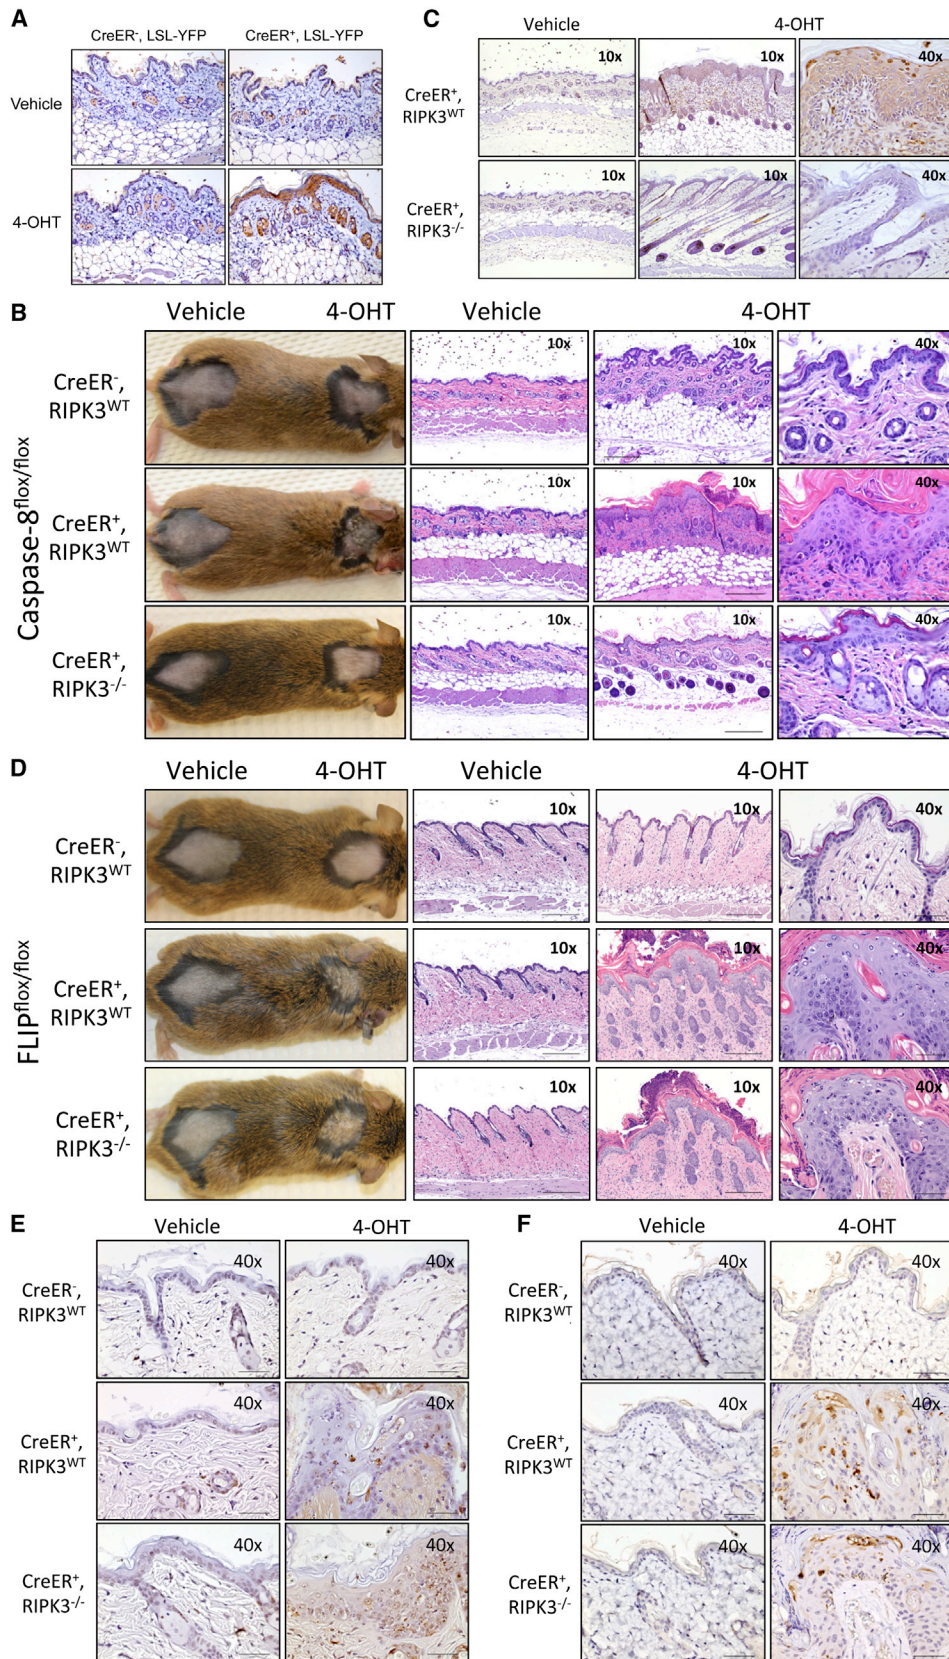 A
CreER⁻, LSL-YFP CreER⁺, LSL-YFP
Vehicle
4-OHT
C
Vehicle 4-OHT
CreER⁺,
RIPK3ᵂᵀ
10x 10x 40x
CreER⁺,
RIPK3⁻/⁻
10x 10x 40x
B
Vehicle 4-OHT Vehicle 4-OHT
Caspase-8flox/flox
CreER⁻,
RIPK3ᵂᵀ
10x 10x 40x
CreER⁺,
RIPK3ᵂᵀ
10x 10x 40x
CreER⁺,
RIPK3⁻/⁻
10x 10x 40x
D
Vehicle 4-OHT Vehicle 4-OHT
FLIPflox/flox
CreER⁻,
RIPK3ᵂᵀ
10x 10x 40x
CreER⁺,
RIPK3ᵂᵀ
10x 10x 40x
CreER⁺,
RIPK3⁻/⁻
10x 10x 40x
E
Vehicle 4-OHT
CreER⁻,
RIPK3ᵂᵀ
40x 40x
CreER⁺,
RIPK3ᵂᵀ
40x 40x
CreER⁺,
RIPK3⁻/⁻
40x 40x
F
Vehicle 4-OHT
CreER⁻,
RIPK3ᵂᵀ
40x 40x
CreER⁺,
RIPK3ᵂᵀ
40x 40x
CreER⁺,
RIPK3⁻/⁻
40x 40x